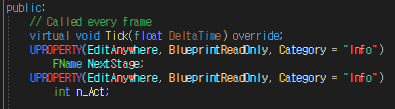 public:
// Called every frame
virtual void Tick(float DeltaTime) override;
UPROPERTY(EditAnywhere, BlueprintReadOnly, Category = "Info")
FName NextStage;
UPROPERTY(EditAnywhere, BlueprintReadOnly, Category = "Info")
int n_Act;